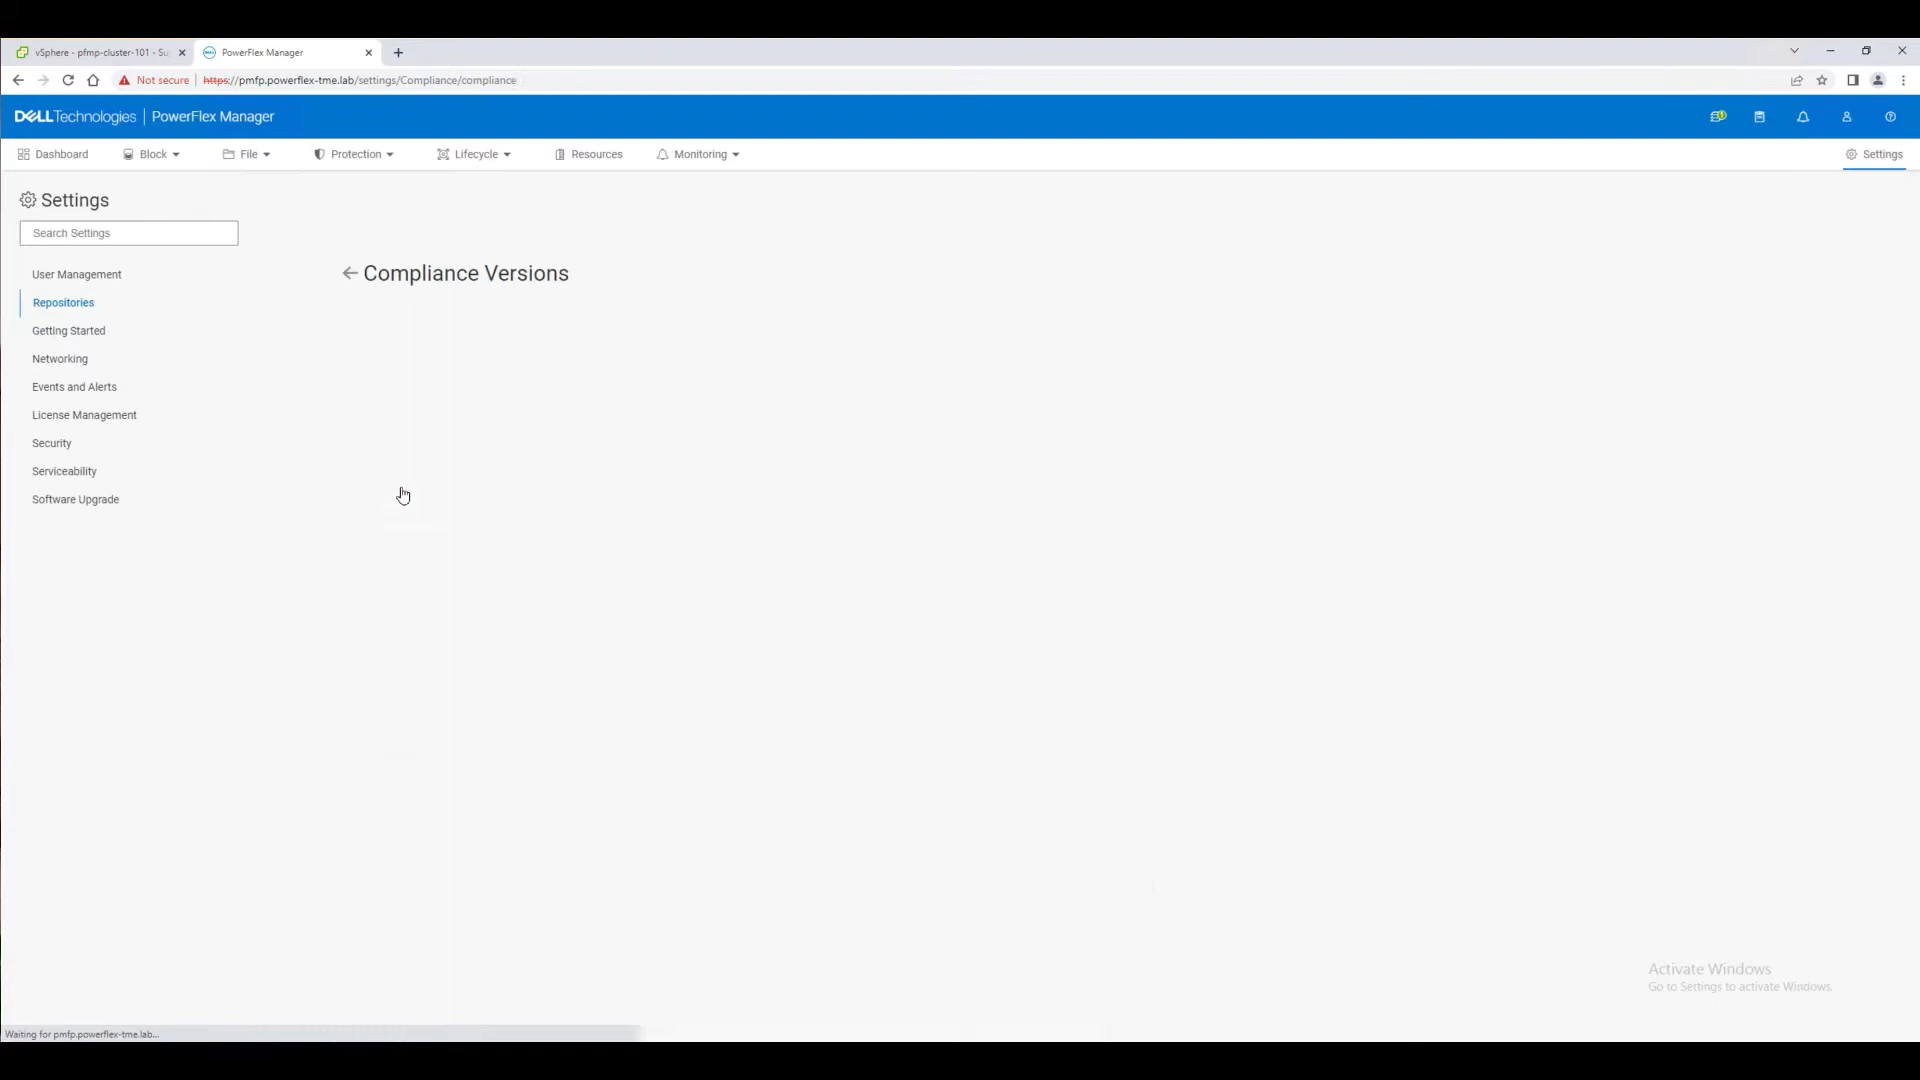 vSphere - pfmp-cluster-101 - Su
PowerFlex Manager
Not secure
https://pmfp.powerflex-tme.lab/settings/Compliance/compliance
DELLTechnologies
PowerFlex Manager
Dashboard
Block
File
Protection
Lifecycle
Resources
Monitoring
Settings
Settings
Search Settings
User Management
Repositories
Getting Started
Networking
Events and Alerts
License Management
Security
Serviceability
Software Upgrade
Compliance Versions
Activate Windows
Go to Settings to activate Windows.
Waiting for pmfp.powerflex-tme.lab...